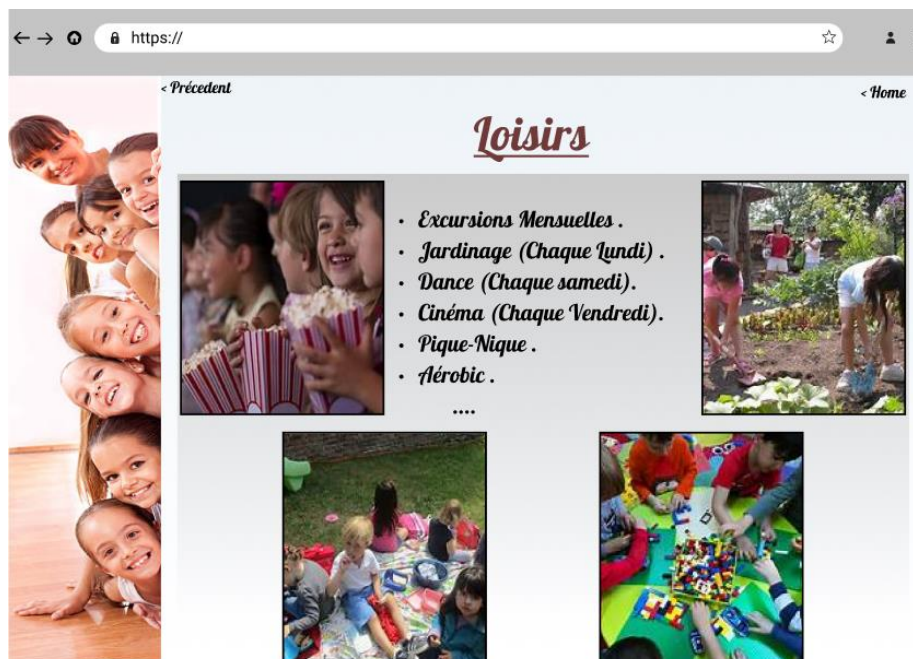 https://
< Précedent
< Home
Loisirs
• Excursions Mensuelles .
• Jardinage (Chaque Lundi) .
• Dance (Chaque samedi).
• Cinéma (Chaque Vendredi).
• Pique-Nique .
• Aérobic .
....